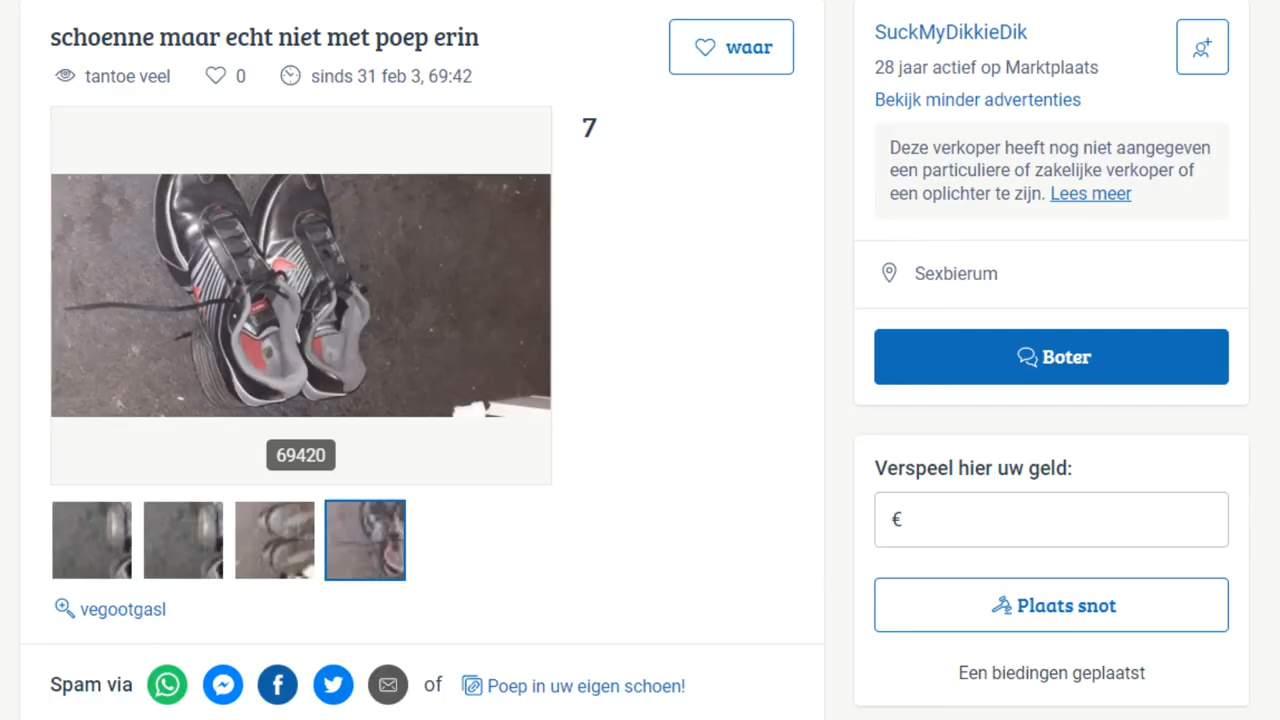 schoenne maar echt niet met poep erin
waar
tantoe veel
0
sinds 31 feb 3, 69:42
7
69420
vegootgasl
Spam via
of
Poep in uw eigen schoen!
SuckMyDikkieDik
28 jaar actief op Marktplaats
Bekijk minder advertenties
Deze verkoper heeft nog niet aangegeven
een particuliere of zakelijke verkoper of
een oplichter te zijn. Lees meer
Sexbierum
Boter
Verspeel hier uw geld:
€
Plaats snot
Een biedingen geplaatst